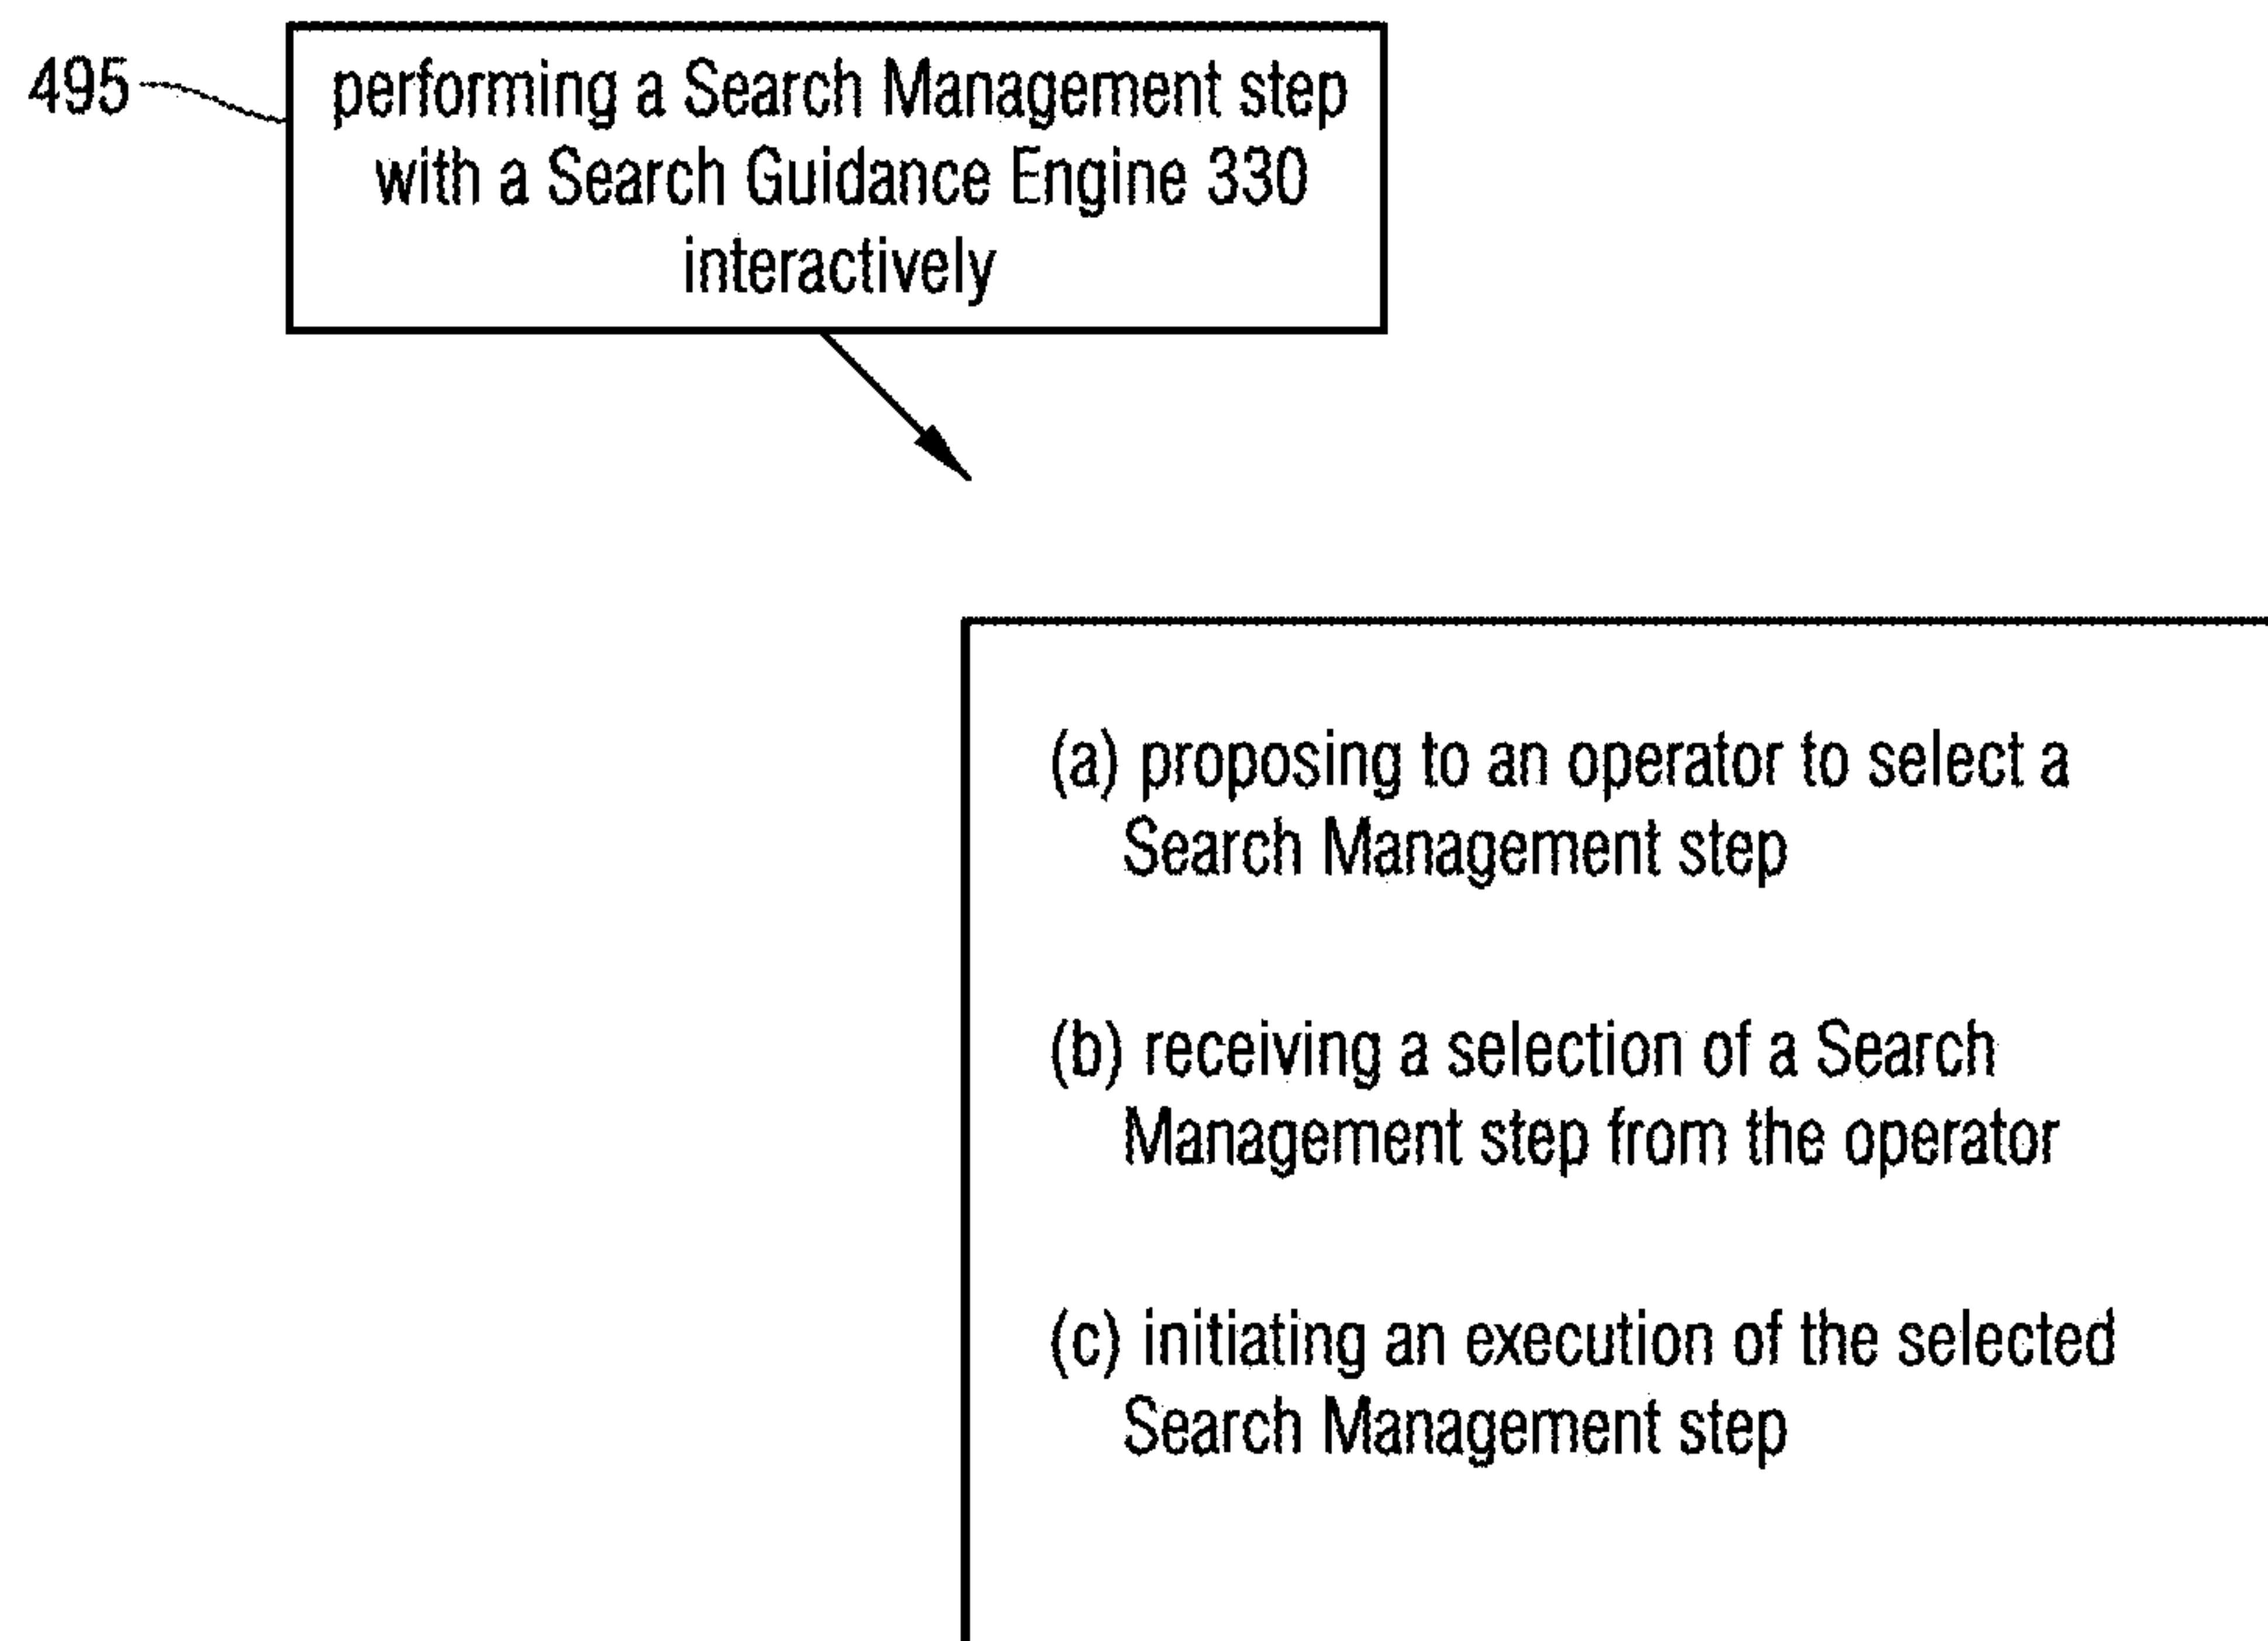 495
performing a Search Management step
with a Search Guidance Engine 330
interactively
(a) proposing to an operator to select a
Search Management step
(b) receiving a selection of a Search
Management step from the operator
(c) initiating an execution of the selected
Search Management step